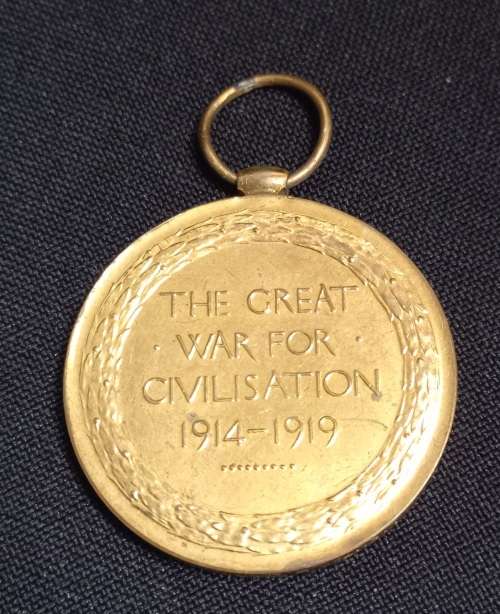 THE GREAT
· WAR FOR ·
CIVILISATION
1914-1919